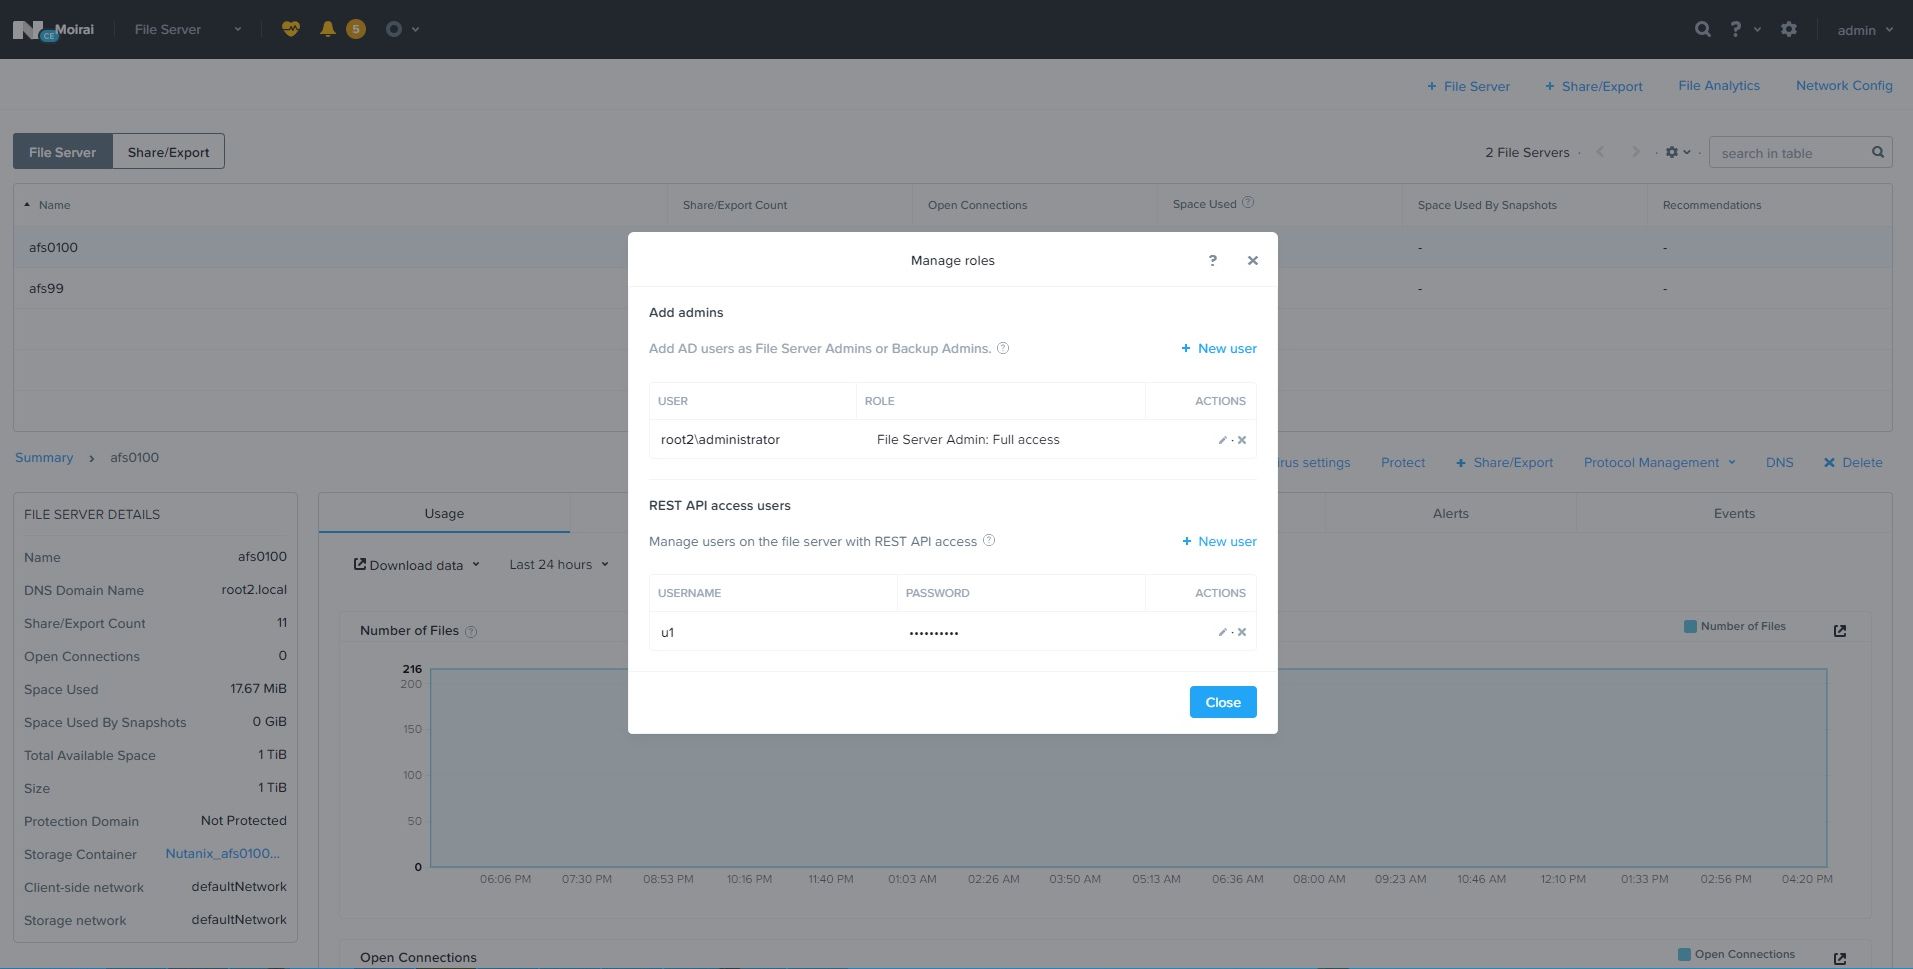 N CE Moirai File Server 5 ? admin
+ File Server + Share/Export File Analytics Network Config
File Server Share/Export 2 File Servers · · · search in table
Name Share/Export Count Open Connections Space Used ? Space Used By Snapshots Recommendations
afs0100 - -
afs99 - -
Manage roles ? ×
Add admins
Add AD users as File Server Admins or Backup Admins. ? + New user
USER ROLE ACTIONS
root2\administrator File Server Admin: Full access ·
REST API access users
Manage users on the file server with REST API access ? + New user
USERNAME PASSWORD ACTIONS
u1 •••••••••• ·
Close
Summary > afs0100 irus settings Protect + Share/Export Protocol Management DNS × Delete
FILE SERVER DETAILS
Name afs0100
DNS Domain Name root2.local
Share/Export Count 11
Open Connections 0
Space Used 17.67 MiB
Space Used By Snapshots 0 GiB
Total Available Space 1 TiB
Size 1 TiB
Protection Domain Not Protected
Storage Container Nutanix_afs0100...
Client-side network defaultNetwork
Storage network defaultNetwork
Usage Alerts Events
Download data Last 24 hours
Number of Files ? Number of Files
216
200
150
100
50
0
06:06 PM 07:30 PM 08:53 PM 10:16 PM 11:40 PM 01:03 AM 02:26 AM 03:50 AM 05:13 AM 06:36 AM 08:00 AM 09:23 AM 10:46 AM 12:10 PM 01:33 PM 02:56 PM 04:20 PM
Open Connections Open Connections